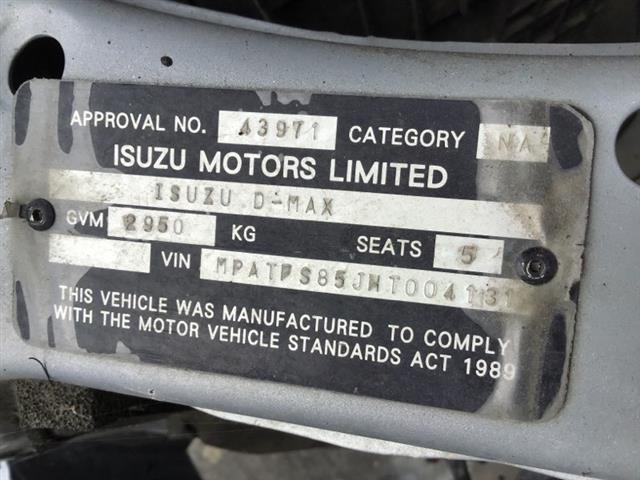 APPROVAL NO. 43971 CATEGORY NA
ISUZU MOTORS LIMITED
ISUZU D-MAX
GVM 2950 KG SEATS 5
VIN MPATFS85JHT004131
THIS VEHICLE WAS MANUFACTURED TO COMPLY
WITH THE MOTOR VEHICLE STANDARDS ACT 1989